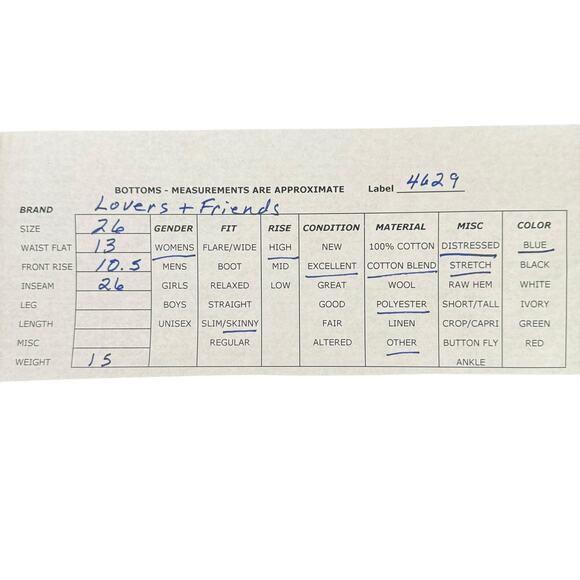 BOTTOMS - MEASUREMENTS ARE APPROXIMATE Label 4629
BRAND Lovers + Friends
SIZE 26 GENDER FIT RISE CONDITION MATERIAL MISC COLOR
WAIST FLAT 13 WOMENS FLARE/WIDE HIGH NEW 100% COTTON DISTRESSED BLUE
FRONT RISE 10.5 MENS BOOT MID EXCELLENT COTTON BLEND STRETCH BLACK
INSEAM 26 GIRLS RELAXED LOW GREAT WOOL RAW HEM WHITE
LEG BOYS STRAIGHT GOOD POLYESTER SHORT/TALL IVORY
LENGTH UNISEX SLIM/SKINNY FAIR LINEN CROP/CAPRI GREEN
MISC REGULAR ALTERED OTHER BUTTON FLY RED
WEIGHT 15 ANKLE